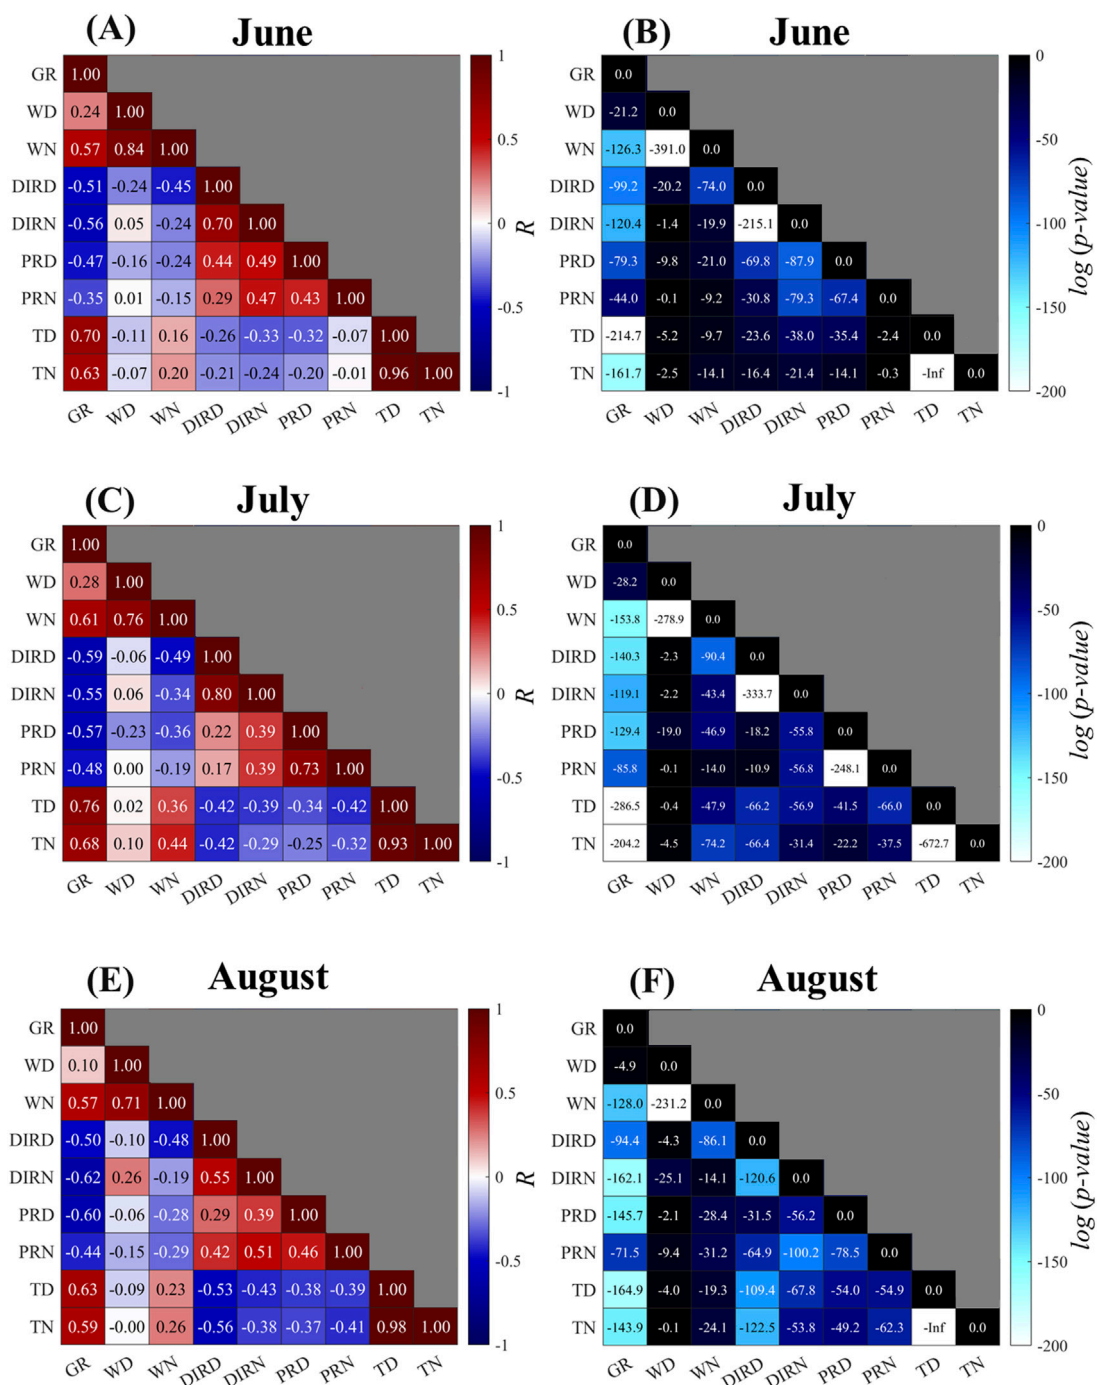 (A) June
(B) June
GR 1.00
WD 0.24 1.00
WN 0.57 0.84 1.00
DIRD -0.51 -0.24 -0.45 1.00
DIRN -0.56 0.05 -0.24 0.70 1.00
PRD -0.47 -0.16 -0.24 0.44 0.49 1.00
PRN -0.35 0.01 -0.15 0.29 0.47 0.43 1.00
TD 0.70 -0.11 0.16 -0.26 -0.33 -0.32 -0.07 1.00
TN 0.63 -0.07 0.20 -0.21 -0.24 -0.20 -0.01 0.96 1.00
GR WD WN DIRD DIRN PRD PRN TD TN
1
0.5
0
-0.5
-1
R
GR 0.0
WD -21.2 0.0
WN -126.3 -391.0 0.0
DIRD -99.2 -20.2 -74.0 0.0
DIRN -120.4 -1.4 -19.9 -215.1 0.0
PRD -79.3 -9.8 -21.0 -69.8 -87.9 0.0
PRN -44.0 -0.1 -9.2 -30.8 -79.3 -67.4 0.0
TD -214.7 -5.2 -9.7 -23.6 -38.0 -35.4 -2.4 0.0
TN -161.7 -2.5 -14.1 -16.4 -21.4 -14.1 -0.3 -Inf 0.0
GR WD WN DIRD DIRN PRD PRN TD TN
0
-50
-100
-150
-200
log (p-value)
(C) July
(D) July
GR 1.00
WD 0.28 1.00
WN 0.61 0.76 1.00
DIRD -0.59 -0.06 -0.49 1.00
DIRN -0.55 0.06 -0.34 0.80 1.00
PRD -0.57 -0.23 -0.36 0.22 0.39 1.00
PRN -0.48 0.00 -0.19 0.17 0.39 0.73 1.00
TD 0.76 0.02 0.36 -0.42 -0.39 -0.34 -0.42 1.00
TN 0.68 0.10 0.44 -0.42 -0.29 -0.25 -0.32 0.93 1.00
GR WD WN DIRD DIRN PRD PRN TD TN
1
0.5
0
-0.5
-1
R
GR 0.0
WD -28.2 0.0
WN -153.8 -278.9 0.0
DIRD -140.3 -2.3 -90.4 0.0
DIRN -119.1 -2.2 -43.4 -333.7 0.0
PRD -129.4 -19.0 -46.9 -18.2 -55.8 0.0
PRN -85.8 -0.1 -14.0 -10.9 -56.8 -248.1 0.0
TD -286.5 -0.4 -47.9 -66.2 -56.9 -41.5 -66.0 0.0
TN -204.2 -4.5 -74.2 -66.4 -31.4 -22.2 -37.5 -672.7 0.0
GR WD WN DIRD DIRN PRD PRN TD TN
0
-50
-100
-150
-200
log (p-value)
(E) August
(F) August
GR 1.00
WD 0.10 1.00
WN 0.57 0.71 1.00
DIRD -0.50 -0.10 -0.48 1.00
DIRN -0.62 0.26 -0.19 0.55 1.00
PRD -0.60 -0.06 -0.28 0.29 0.39 1.00
PRN -0.44 -0.15 -0.29 0.42 0.51 0.46 1.00
TD 0.63 -0.09 0.23 -0.53 -0.43 -0.38 -0.39 1.00
TN 0.59 -0.00 0.26 -0.56 -0.38 -0.37 -0.41 0.98 1.00
GR WD WN DIRD DIRN PRD PRN TD TN
1
0.5
0
-0.5
-1
R
GR 0.0
WD -4.9 0.0
WN -128.0 -231.2 0.0
DIRD -94.4 -4.3 -86.1 0.0
DIRN -162.1 -25.1 -14.1 -120.6 0.0
PRD -145.7 -2.1 -28.4 -31.5 -56.2 0.0
PRN -71.5 -9.4 -31.2 -64.9 -100.2 -78.5 0.0
TD -164.9 -4.0 -19.3 -109.4 -67.8 -54.0 -54.9 0.0
TN -143.9 -0.1 -24.1 -122.5 -53.8 -49.2 -62.3 -Inf 0.0
GR WD WN DIRD DIRN PRD PRN TD TN
0
-50
-100
-150
-200
log (p-value)